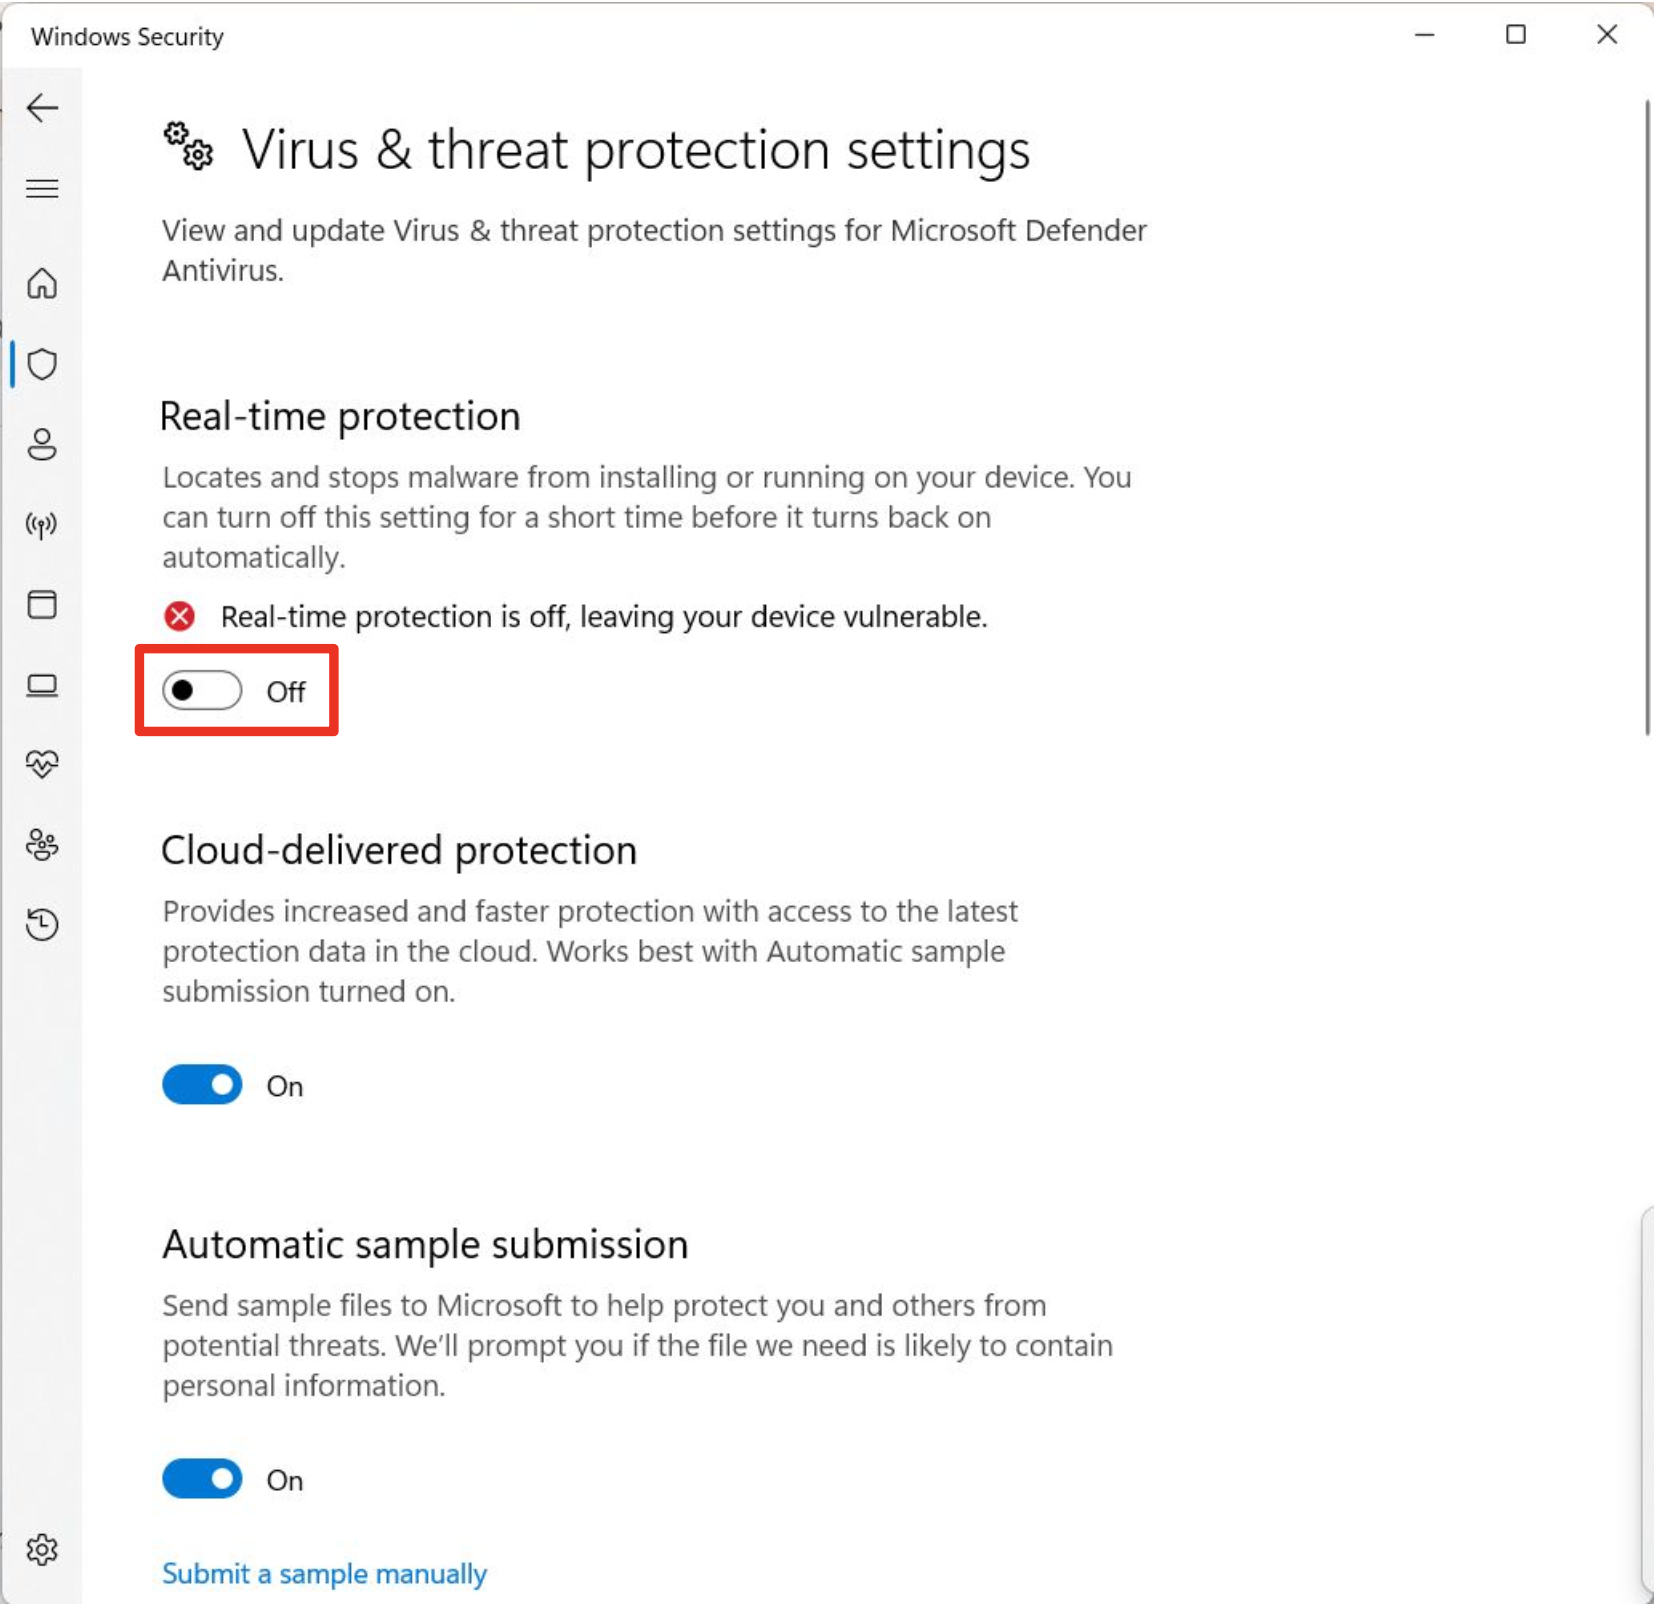 Windows Security
Virus & threat protection settings
View and update Virus & threat protection settings for Microsoft Defender
Antivirus.
Real-time protection
Locates and stops malware from installing or running on your device. You
can turn off this setting for a short time before it turns back on
automatically.
Real-time protection is off, leaving your device vulnerable.
Off
Cloud-delivered protection
Provides increased and faster protection with access to the latest
protection data in the cloud. Works best with Automatic sample
submission turned on.
On
Automatic sample submission
Send sample files to Microsoft to help protect you and others from
potential threats. We’ll prompt you if the file we need is likely to contain
personal information.
On
Submit a sample manually